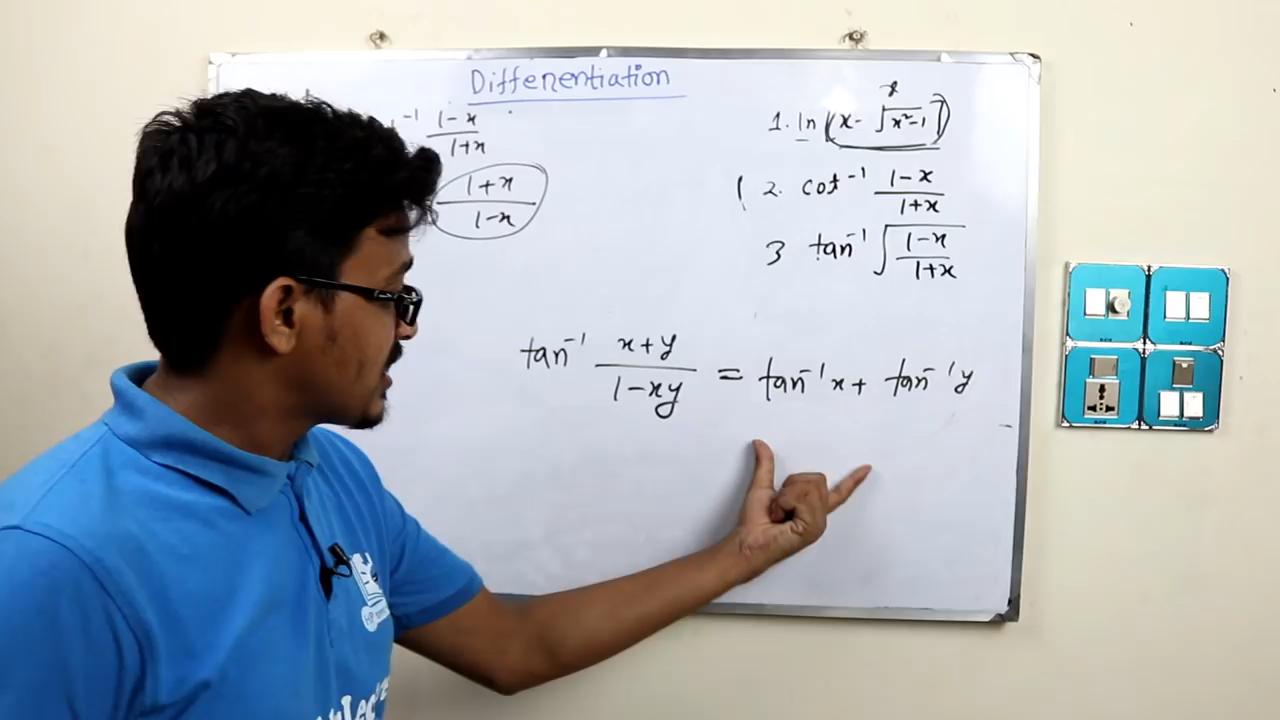 Differentiation
-1 1-x
1+x
1+x
1-x
1. ln (x- √x²-1)
2. cot⁻¹ 1-x
1+x
3 tan⁻¹ √1-x
1+x
tan⁻¹ x+y
1-xy
= tan⁻¹x + tan⁻¹y